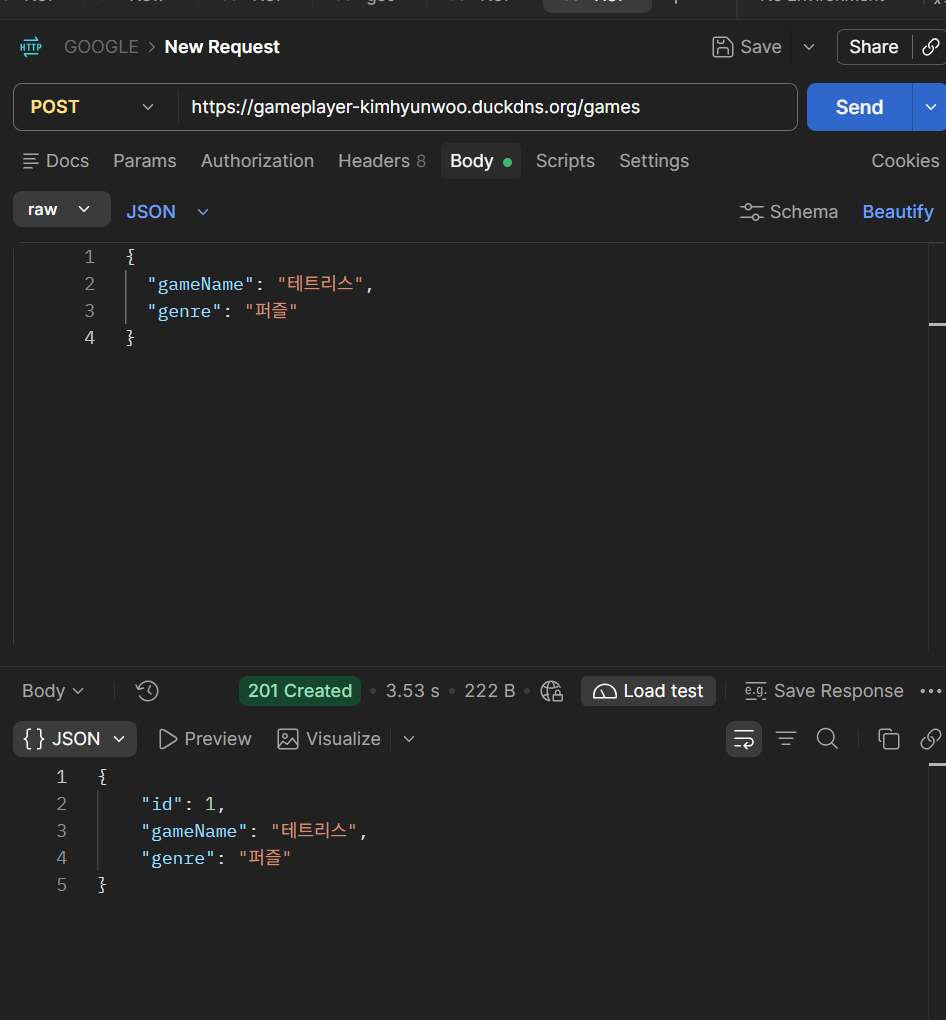 HTTP GOOGLE > New Request Save Share
POST https://gameplayer-kimhyunwoo.duckdns.org/games Send
Docs Params Authorization Headers 8 Body Scripts Settings Cookies
raw JSON Schema Beautify
1 {
2 "gameName": "테트리스",
3 "genre": "퍼즐"
4 }
Body 201 Created • 3.53 s • 222 B • Load test e.g. Save Response
{} JSON Preview Visualize
1 {
2 "id": 1,
3 "gameName": "테트리스",
4 "genre": "퍼즐"
5 }